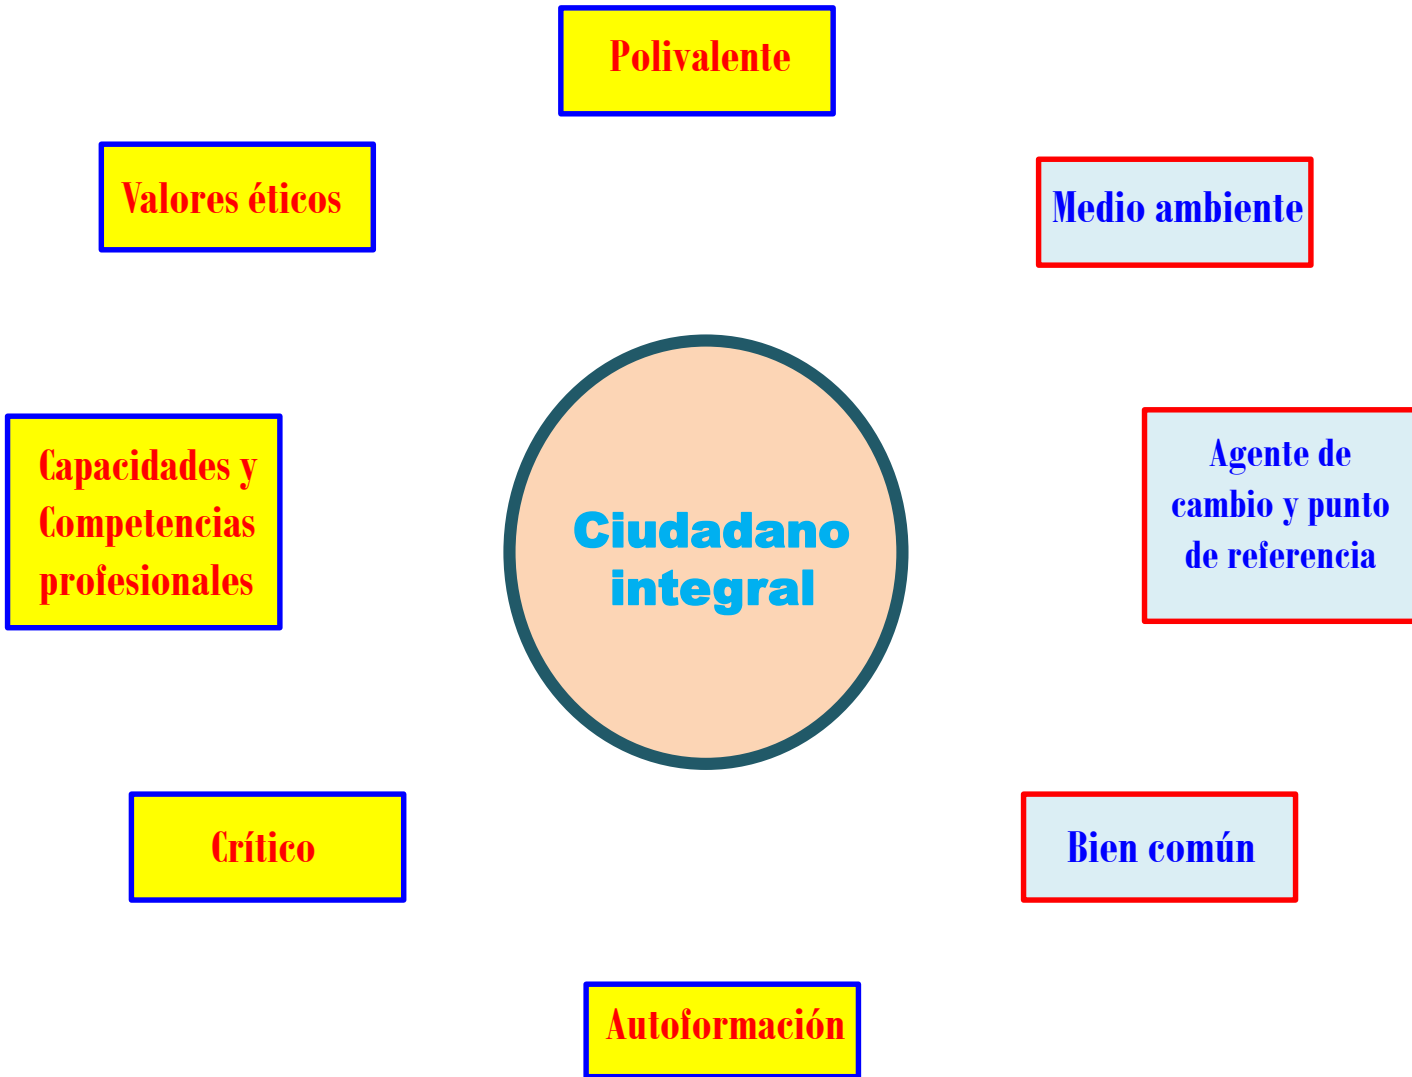 Polivalente
Valores éticos
Medio ambiente
Capacidades y
Competencias
profesionales
Agente de
cambio y punto
de referencia
Ciudadano
integral
Crítico
Bien común
Autoformación